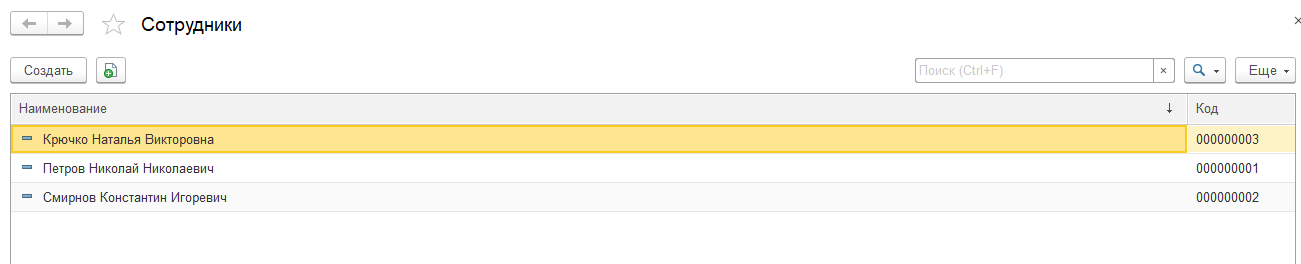 Сотрудники
Создать
Поиск (Ctrl+F)
Еще
Наименование Код
Крючко Наталья Викторовна 000000003
Петров Николай Николаевич 000000001
Смирнов Константин Игоревич 000000002